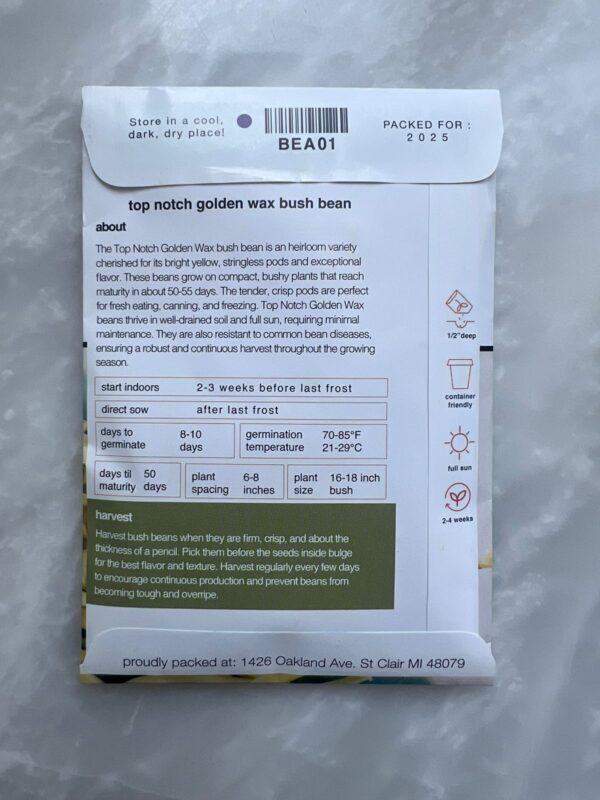 Store in a cool,
dark, dry place!
BEA01
PACKED FOR :
2025
top notch golden wax bush bean
about
The Top Notch Golden Wax bush bean is an heirloom variety
cherished for its bright yellow, stringless pods and exceptional
flavor. These beans grow on compact, bushy plants that reach
maturity in about 50-55 days. The tender, crisp pods are perfect
for fresh eating, canning, and freezing. Top Notch Golden Wax
beans thrive in well-drained soil and full sun, requiring minimal
maintenance. They are also resistant to common bean diseases,
ensuring a robust and continuous harvest throughout the growing
season.
start indoors 2-3 weeks before last frost
direct sow after last frost
days to germinate 8-10 days
germination temperature 70-85°F 21-29°C
days til maturity 50 days
plant spacing 6-8 inches
plant size 16-18 inch bush
harvest
Harvest bush beans when they are firm, crisp, and about the
thickness of a pencil. Pick them before the seeds inside bulge
for the best flavor and texture. Harvest regularly every few days
to encourage continuous production and prevent beans from
becoming tough and overripe.
1/2"deep
container
friendly
full sun
2-4 weeks
proudly packed at: 1426 Oakland Ave. St Clair MI 48079